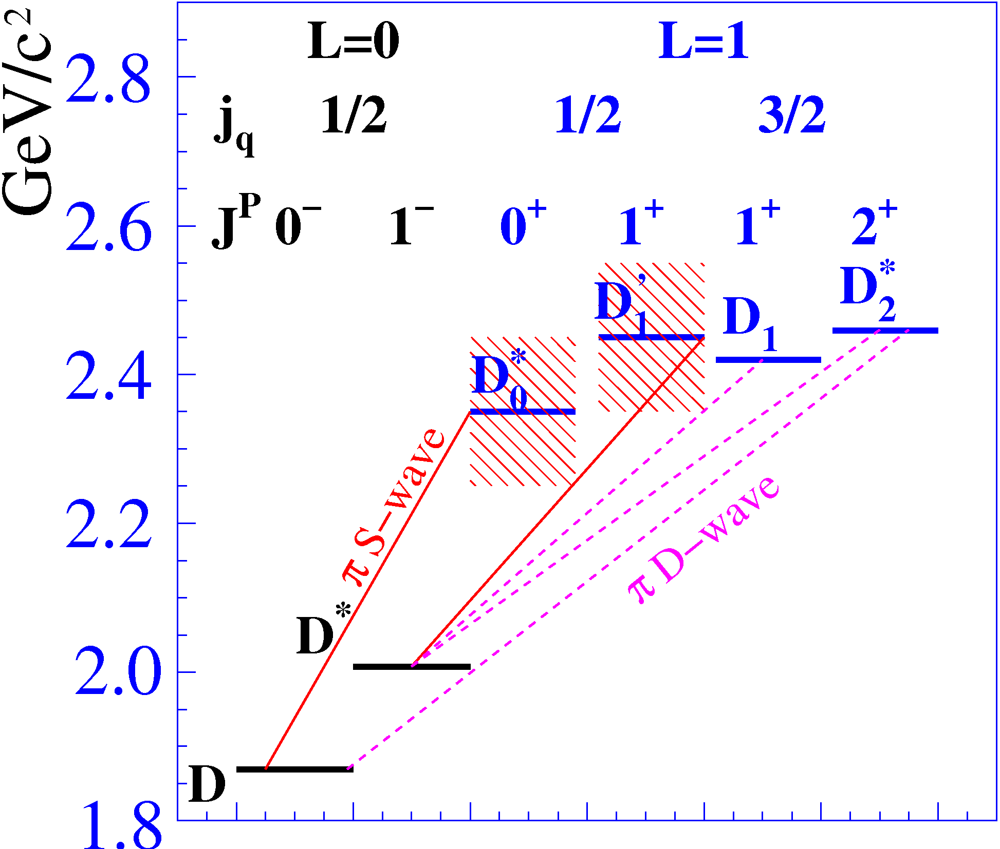 GeV/c²
L=0 L=1
2.8
j_q 1/2 1/2 3/2
2.6
Jᴾ 0⁻ 1⁻ 0⁺ 1⁺ 1⁺ 2⁺
D₂*
D₁'
D₁
D₀*
2.4
π S–wave
2.2
π D–wave
D*
2.0
D
1.8